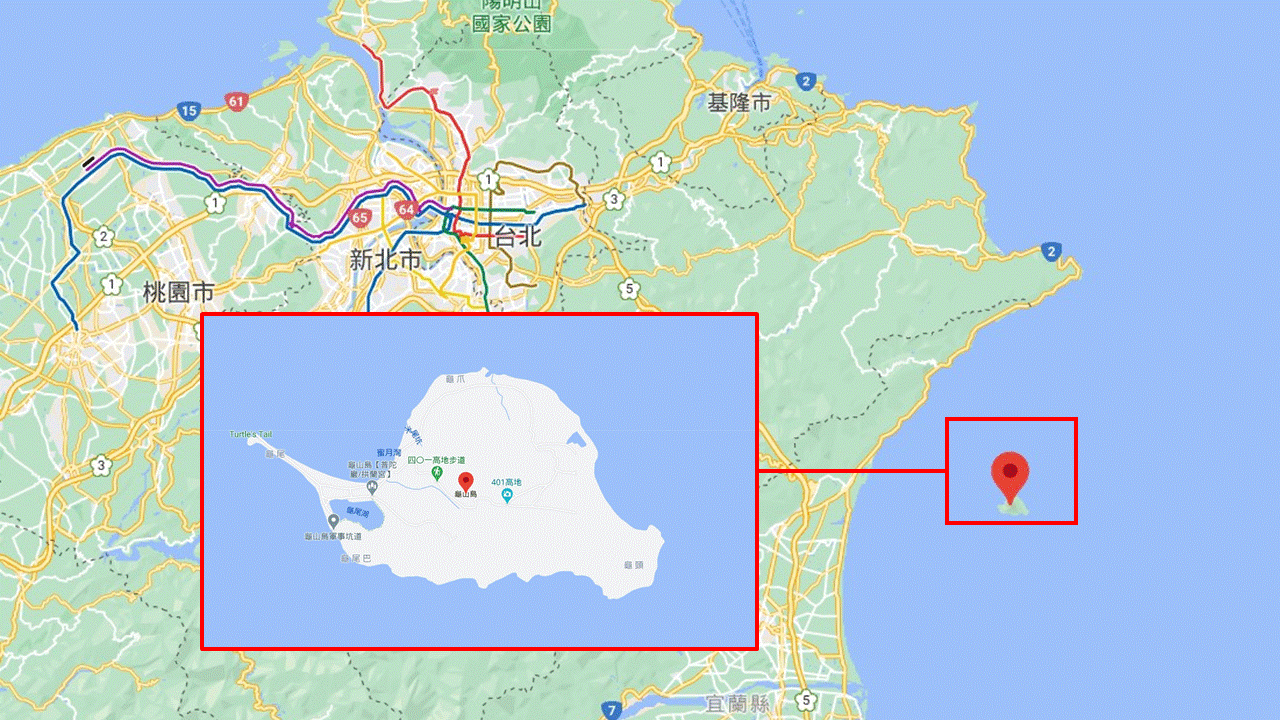 陽明山
國家公園
2
基隆市
61
15
1
1
3
1
65
64
台北
2
新北市
2
5
1
桃園市
龜爪
Turtle's Tail
龜尾
蜜月灣
四〇一高地步道
龜山島【普陀
巖/拱蘭宮】
401高地
龜山島
龜尾湖
龜山島軍事坑道
龜尾巴
龜頭
3
宜蘭縣
5
7